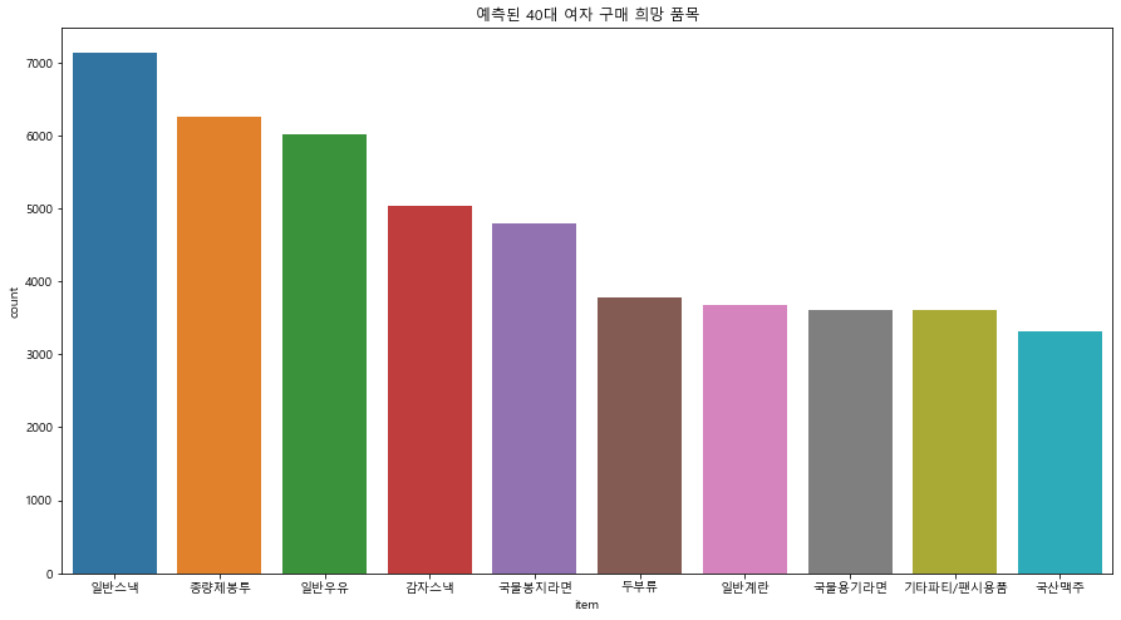 예측된 40대 여자 구매 희망 품목
7000
6000
5000
4000
3000
2000
1000
0
count
일반스낵 종량제봉투 일반우유 감자스낵 국물봉지라면 두부류 일반계란 국물용기라면 기타파티/팬시용품 국산맥주
item